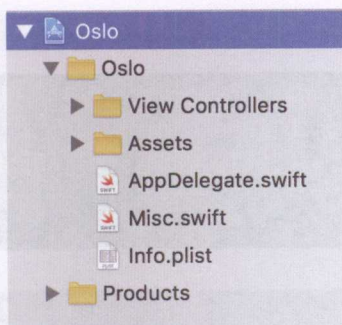 Oslo
Oslo
View Controllers
Assets
AppDelegate.swift
Misc.swift
Info.plist
Products